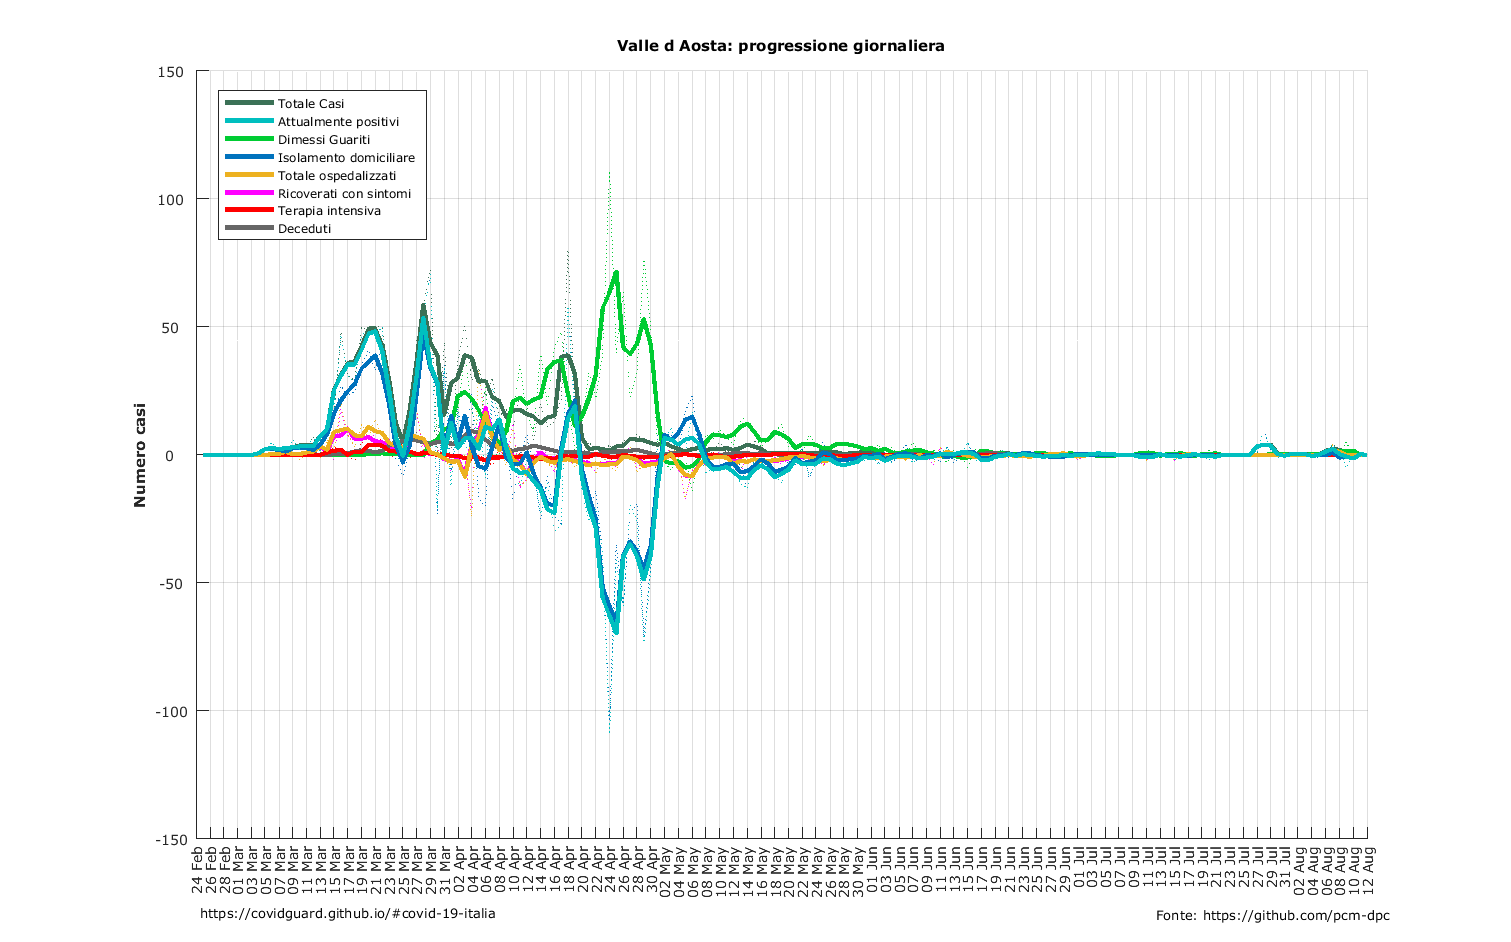 Valle d Aosta: progressione giornaliera
150
100
50
0
-50
-100
-150
Numero casi
Totale Casi
Attualmente positivi
Dimessi Guariti
Isolamento domiciliare
Totale ospedalizzati
Ricoverati con sintomi
Terapia intensiva
Deceduti
24 Feb
26 Feb
28 Feb
01 Mar
03 Mar
05 Mar
07 Mar
09 Mar
11 Mar
13 Mar
15 Mar
17 Mar
19 Mar
21 Mar
23 Mar
25 Mar
27 Mar
29 Mar
31 Mar
02 Apr
04 Apr
06 Apr
08 Apr
10 Apr
12 Apr
14 Apr
16 Apr
18 Apr
20 Apr
22 Apr
24 Apr
26 Apr
28 Apr
30 Apr
02 May
04 May
06 May
08 May
10 May
12 May
14 May
16 May
18 May
20 May
22 May
24 May
26 May
28 May
30 May
01 Jun
03 Jun
05 Jun
07 Jun
09 Jun
11 Jun
13 Jun
15 Jun
17 Jun
19 Jun
21 Jun
23 Jun
25 Jun
27 Jun
29 Jun
01 Jul
03 Jul
05 Jul
07 Jul
09 Jul
11 Jul
13 Jul
15 Jul
17 Jul
19 Jul
21 Jul
23 Jul
25 Jul
27 Jul
29 Jul
31 Jul
02 Aug
04 Aug
06 Aug
08 Aug
10 Aug
12 Aug
https://covidguard.github.io/#covid-19-italia
Fonte: https://github.com/pcm-dpc